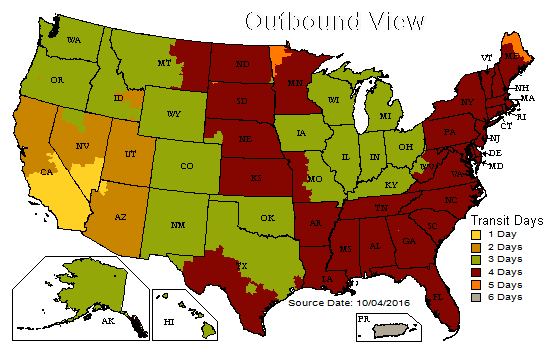 Outbound View
WA
OR
CA
NV
ID
MT
WY
UT
AZ
CO
NM
ND
SD
NE
KS
OK
TX
MN
IA
MO
AR
LA
WI
IL
MI
IN
OH
KY
TN
MS
AL
GA
FL
SC
NC
VA
WV
PA
NY
VT
ME
NH
MA
RI
CT
NJ
DE
MD
AK
HI
PR
Transit Days
1 Day
2 Days
3 Days
4 Days
5 Days
6 Days
Source Date: 10/04/2016